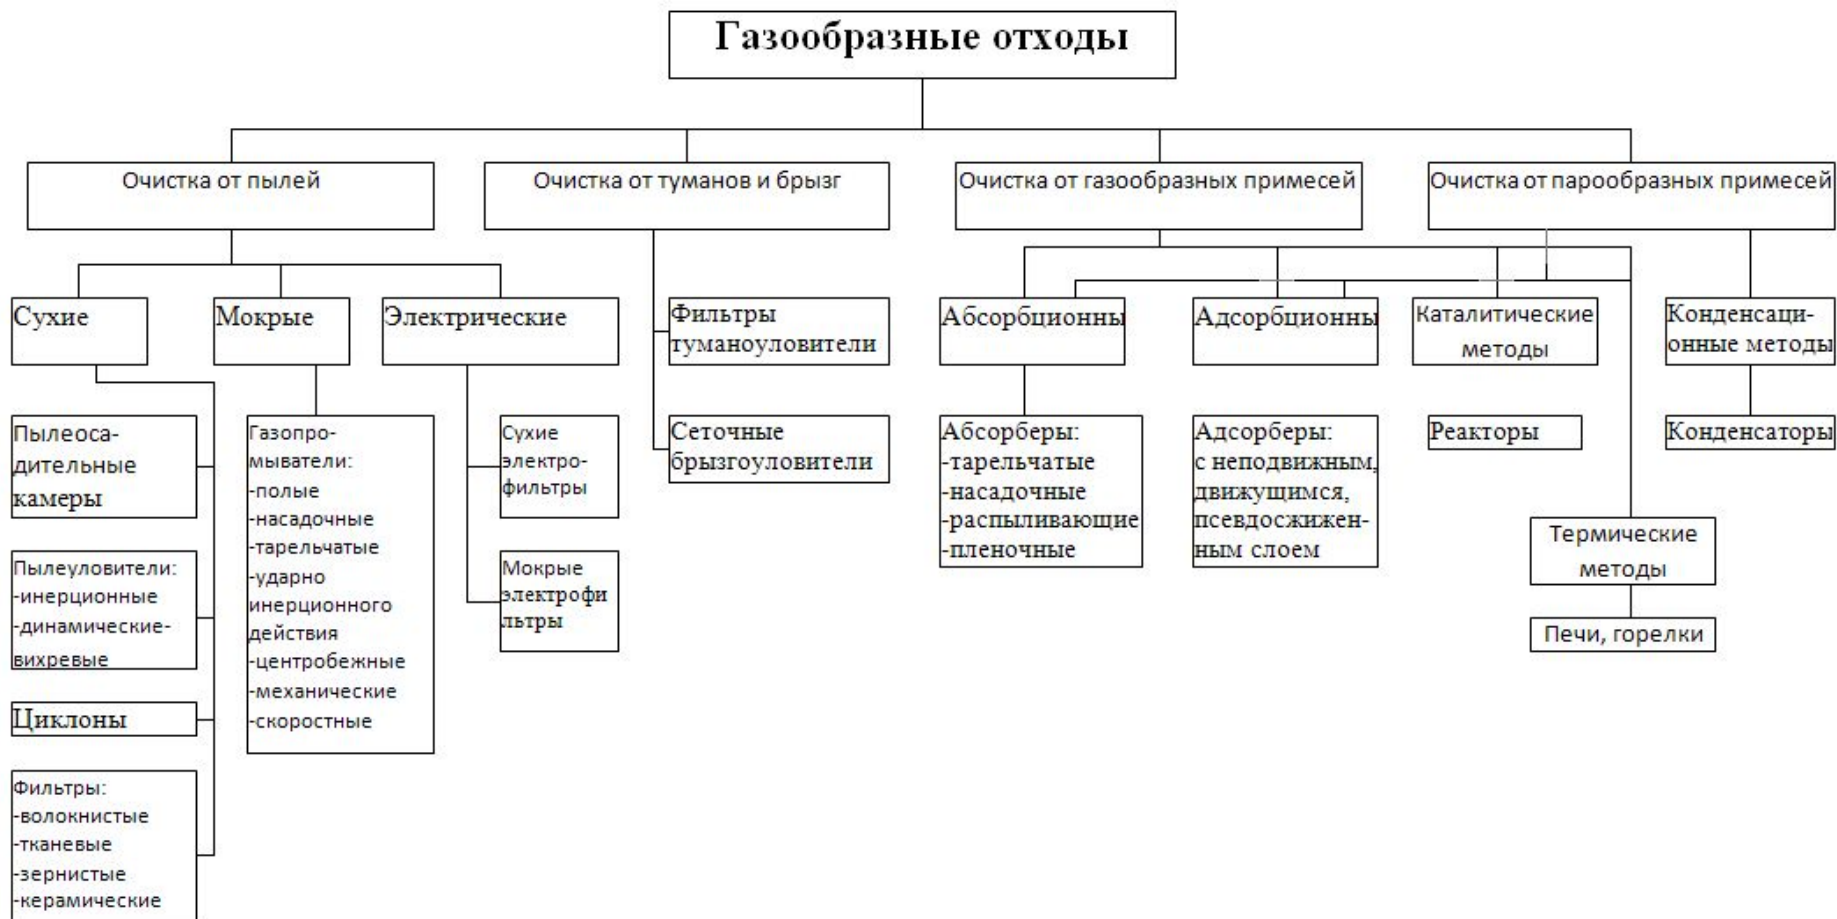 Газообразные отходы
Очистка от пылей
Очистка от туманов и брызг
Очистка от газообразных примесей
Очистка от парообразных примесей
Сухие
Мокрые
Электрические
Фильтры
туманоуловители
Абсорбционны
Адсорбционны
Каталитические
методы
Конденсаци-
онные методы
Пылеоса-
дительные
камеры
Газопро-
мыватели:
-полые
-насадочные
-тарельчатые
-ударно
инерционного
действия
-центробежные
-механические
-скоростные
Сухие
электро-
фильтры
Сеточные
брызгоуловители
Абсорберы:
-тарельчатые
-насадочные
-распыливающие
-пленочные
Адсорберы:
с неподвижным,
движущимся,
псевдосжижен-
ным слоем
Реакторы
Конденсаторы
Термические
методы
Пылеуловители:
-инерционные
-динамические-
вихревые
Мокрые
электрофи
льтры
Печи, горелки
Циклоны
Фильтры:
-волокнистые
-тканевые
-зернистые
-керамические